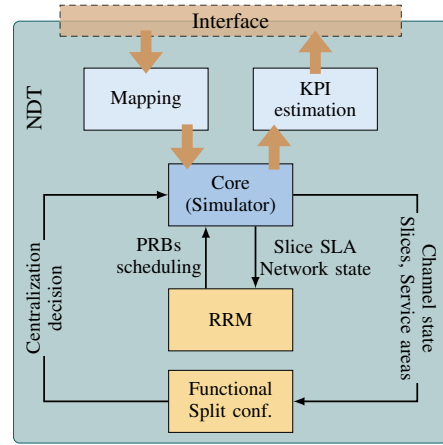 Interface
NDT
Mapping
KPI
estimation
Core
(Simulator)
PRBs
scheduling
Slice SLA
Network state
Centralization
decision
Channel state
Slices, Service areas
RRM
Functional
Split conf.